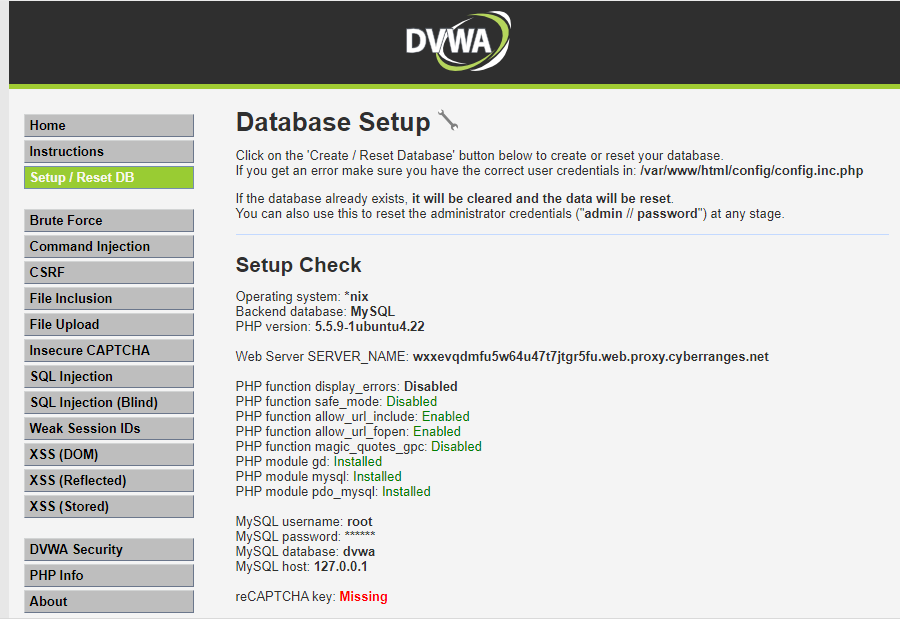 DVWA
Home
Instructions
Setup / Reset DB
Brute Force
Command Injection
CSRF
File Inclusion
File Upload
Insecure CAPTCHA
SQL Injection
SQL Injection (Blind)
Weak Session IDs
XSS (DOM)
XSS (Reflected)
XSS (Stored)
DVWA Security
PHP Info
About
Database Setup
Click on the 'Create / Reset Database' button below to create or reset your database.
If you get an error make sure you have the correct user credentials in: /var/www/html/config/config.inc.php
If the database already exists, it will be cleared and the data will be reset.
You can also use this to reset the administrator credentials ("admin // password") at any stage.
Setup Check
Operating system: *nix
Backend database: MySQL
PHP version: 5.5.9-1ubuntu4.22
Web Server SERVER_NAME: wxxevqdmfu5w64u47t7jtgr5fu.web.proxy.cyberranges.net
PHP function display_errors: Disabled
PHP function safe_mode: Disabled
PHP function allow_url_include: Enabled
PHP function allow_url_fopen: Enabled
PHP function magic_quotes_gpc: Disabled
PHP module gd: Installed
PHP module mysql: Installed
PHP module pdo_mysql: Installed
MySQL username: root
MySQL password: ******
MySQL database: dvwa
MySQL host: 127.0.0.1
reCAPTCHA key: Missing